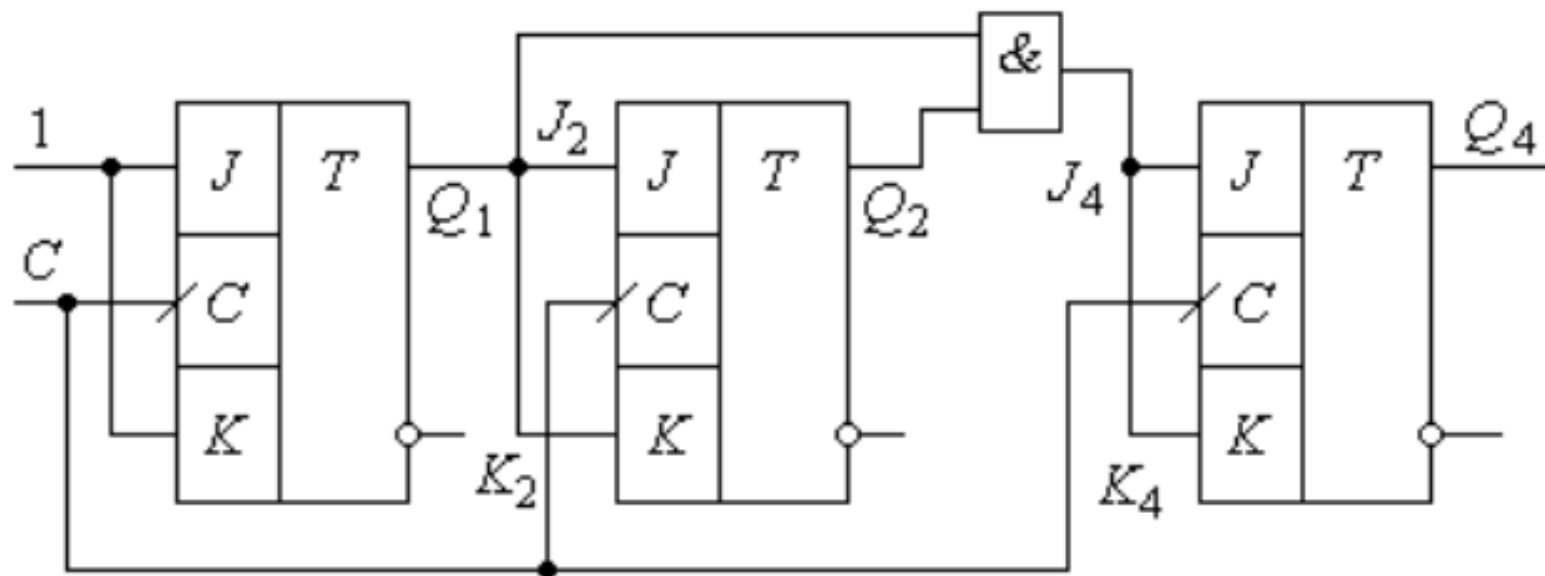 &
1 J T J₂ J T J₄ J T Q₄
Q₁ Q₂
C C C C
K K₂ K K₄ K